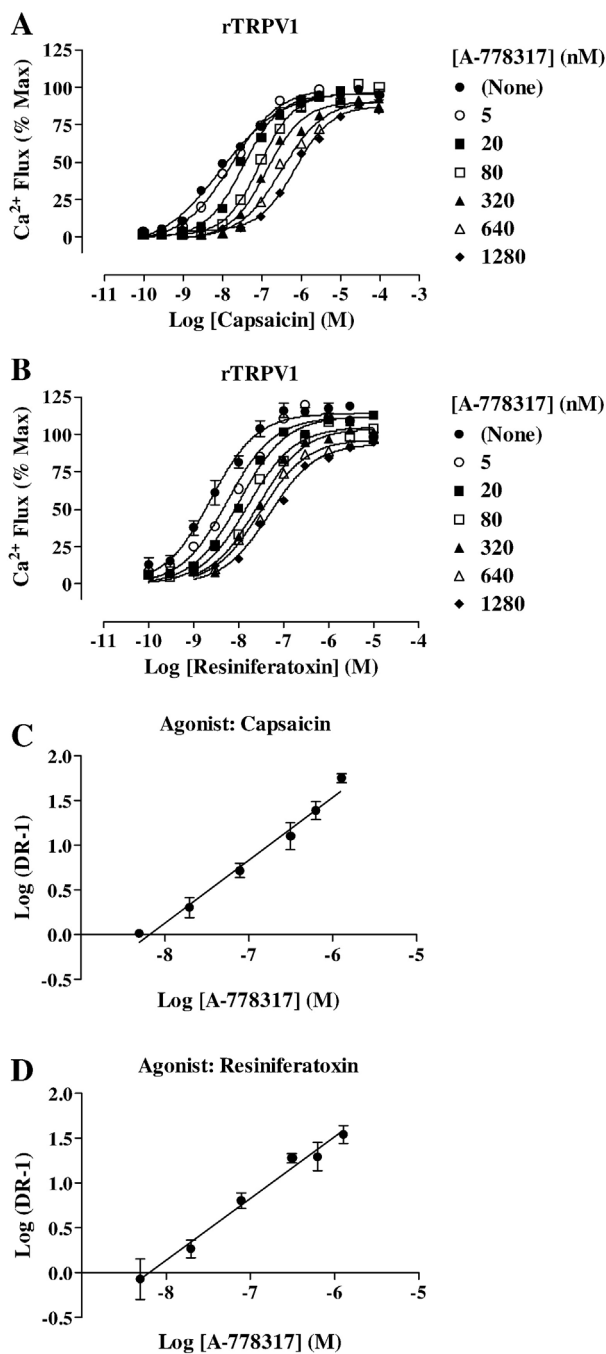 A
rTRPV1
Ca2+ Flux (% Max)
125
100
75
50
25
0
-11 -10 -9 -8 -7 -6 -5 -4 -3
Log [Capsaicin] (M)
[A-778317] (nM)
(None)
5
20
80
320
640
1280
B
rTRPV1
Ca2+ Flux (% Max)
125
100
75
50
25
0
-11 -10 -9 -8 -7 -6 -5 -4
Log [Resiniferatoxin] (M)
[A-778317] (nM)
(None)
5
20
80
320
640
1280
C
Agonist: Capsaicin
Log (DR-1)
2.0
1.5
1.0
0.5
0.0
-0.5
-8 -7 -6 -5
Log [A-778317] (M)
D
Agonist: Resiniferatoxin
Log (DR-1)
2.0
1.5
1.0
0.5
0.0
-0.5
-8 -7 -6 -5
Log [A-778317] (M)